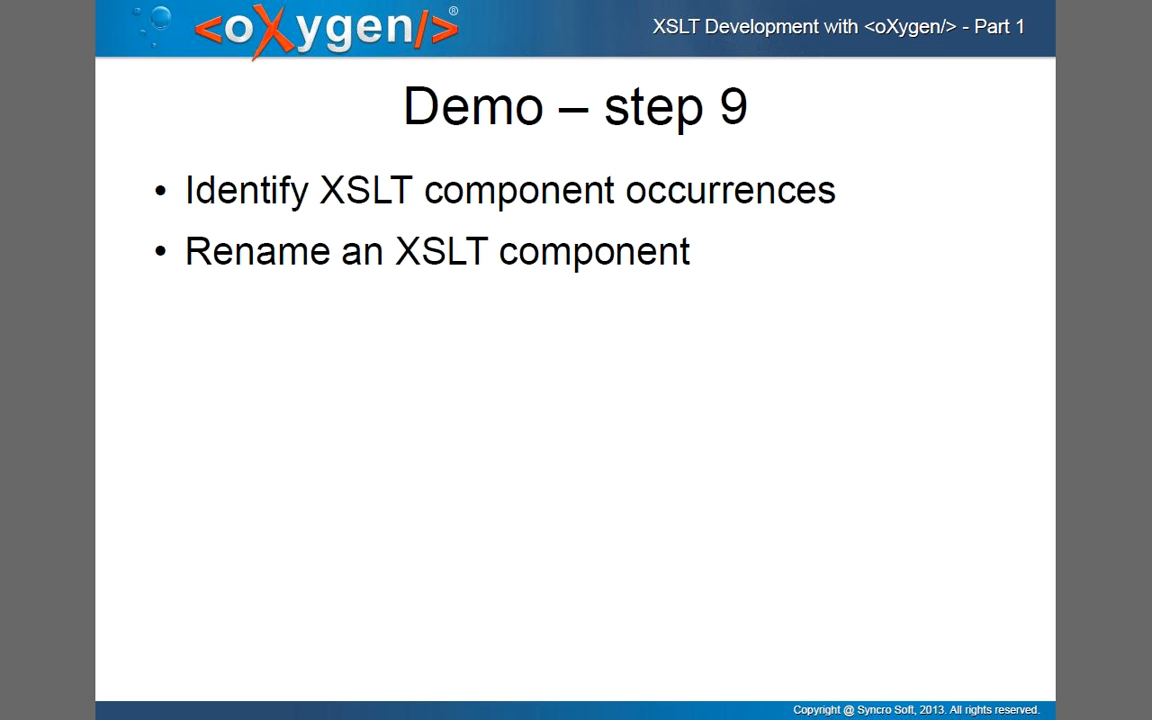 <oXygen/>®
XSLT Development with <oXygen/> - Part 1
Demo – step 9
• Identify XSLT component occurrences
• Rename an XSLT component
Copyright @ Syncro Soft, 2013. All rights reserved.